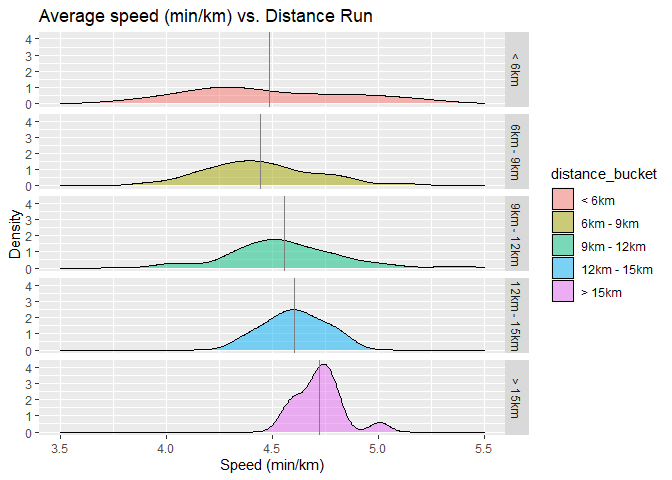 Average speed (min/km) vs. Distance Run
4
3
2
1
0
< 6km
4
3
2
1
0
6km - 9km
4
3
2
1
0
9km - 12km
4
3
2
1
0
12km - 15km
4
3
2
1
0
> 15km
Density
3.5 4.0 4.5 5.0 5.5
Speed (min/km)
distance_bucket
< 6km
6km - 9km
9km - 12km
12km - 15km
> 15km